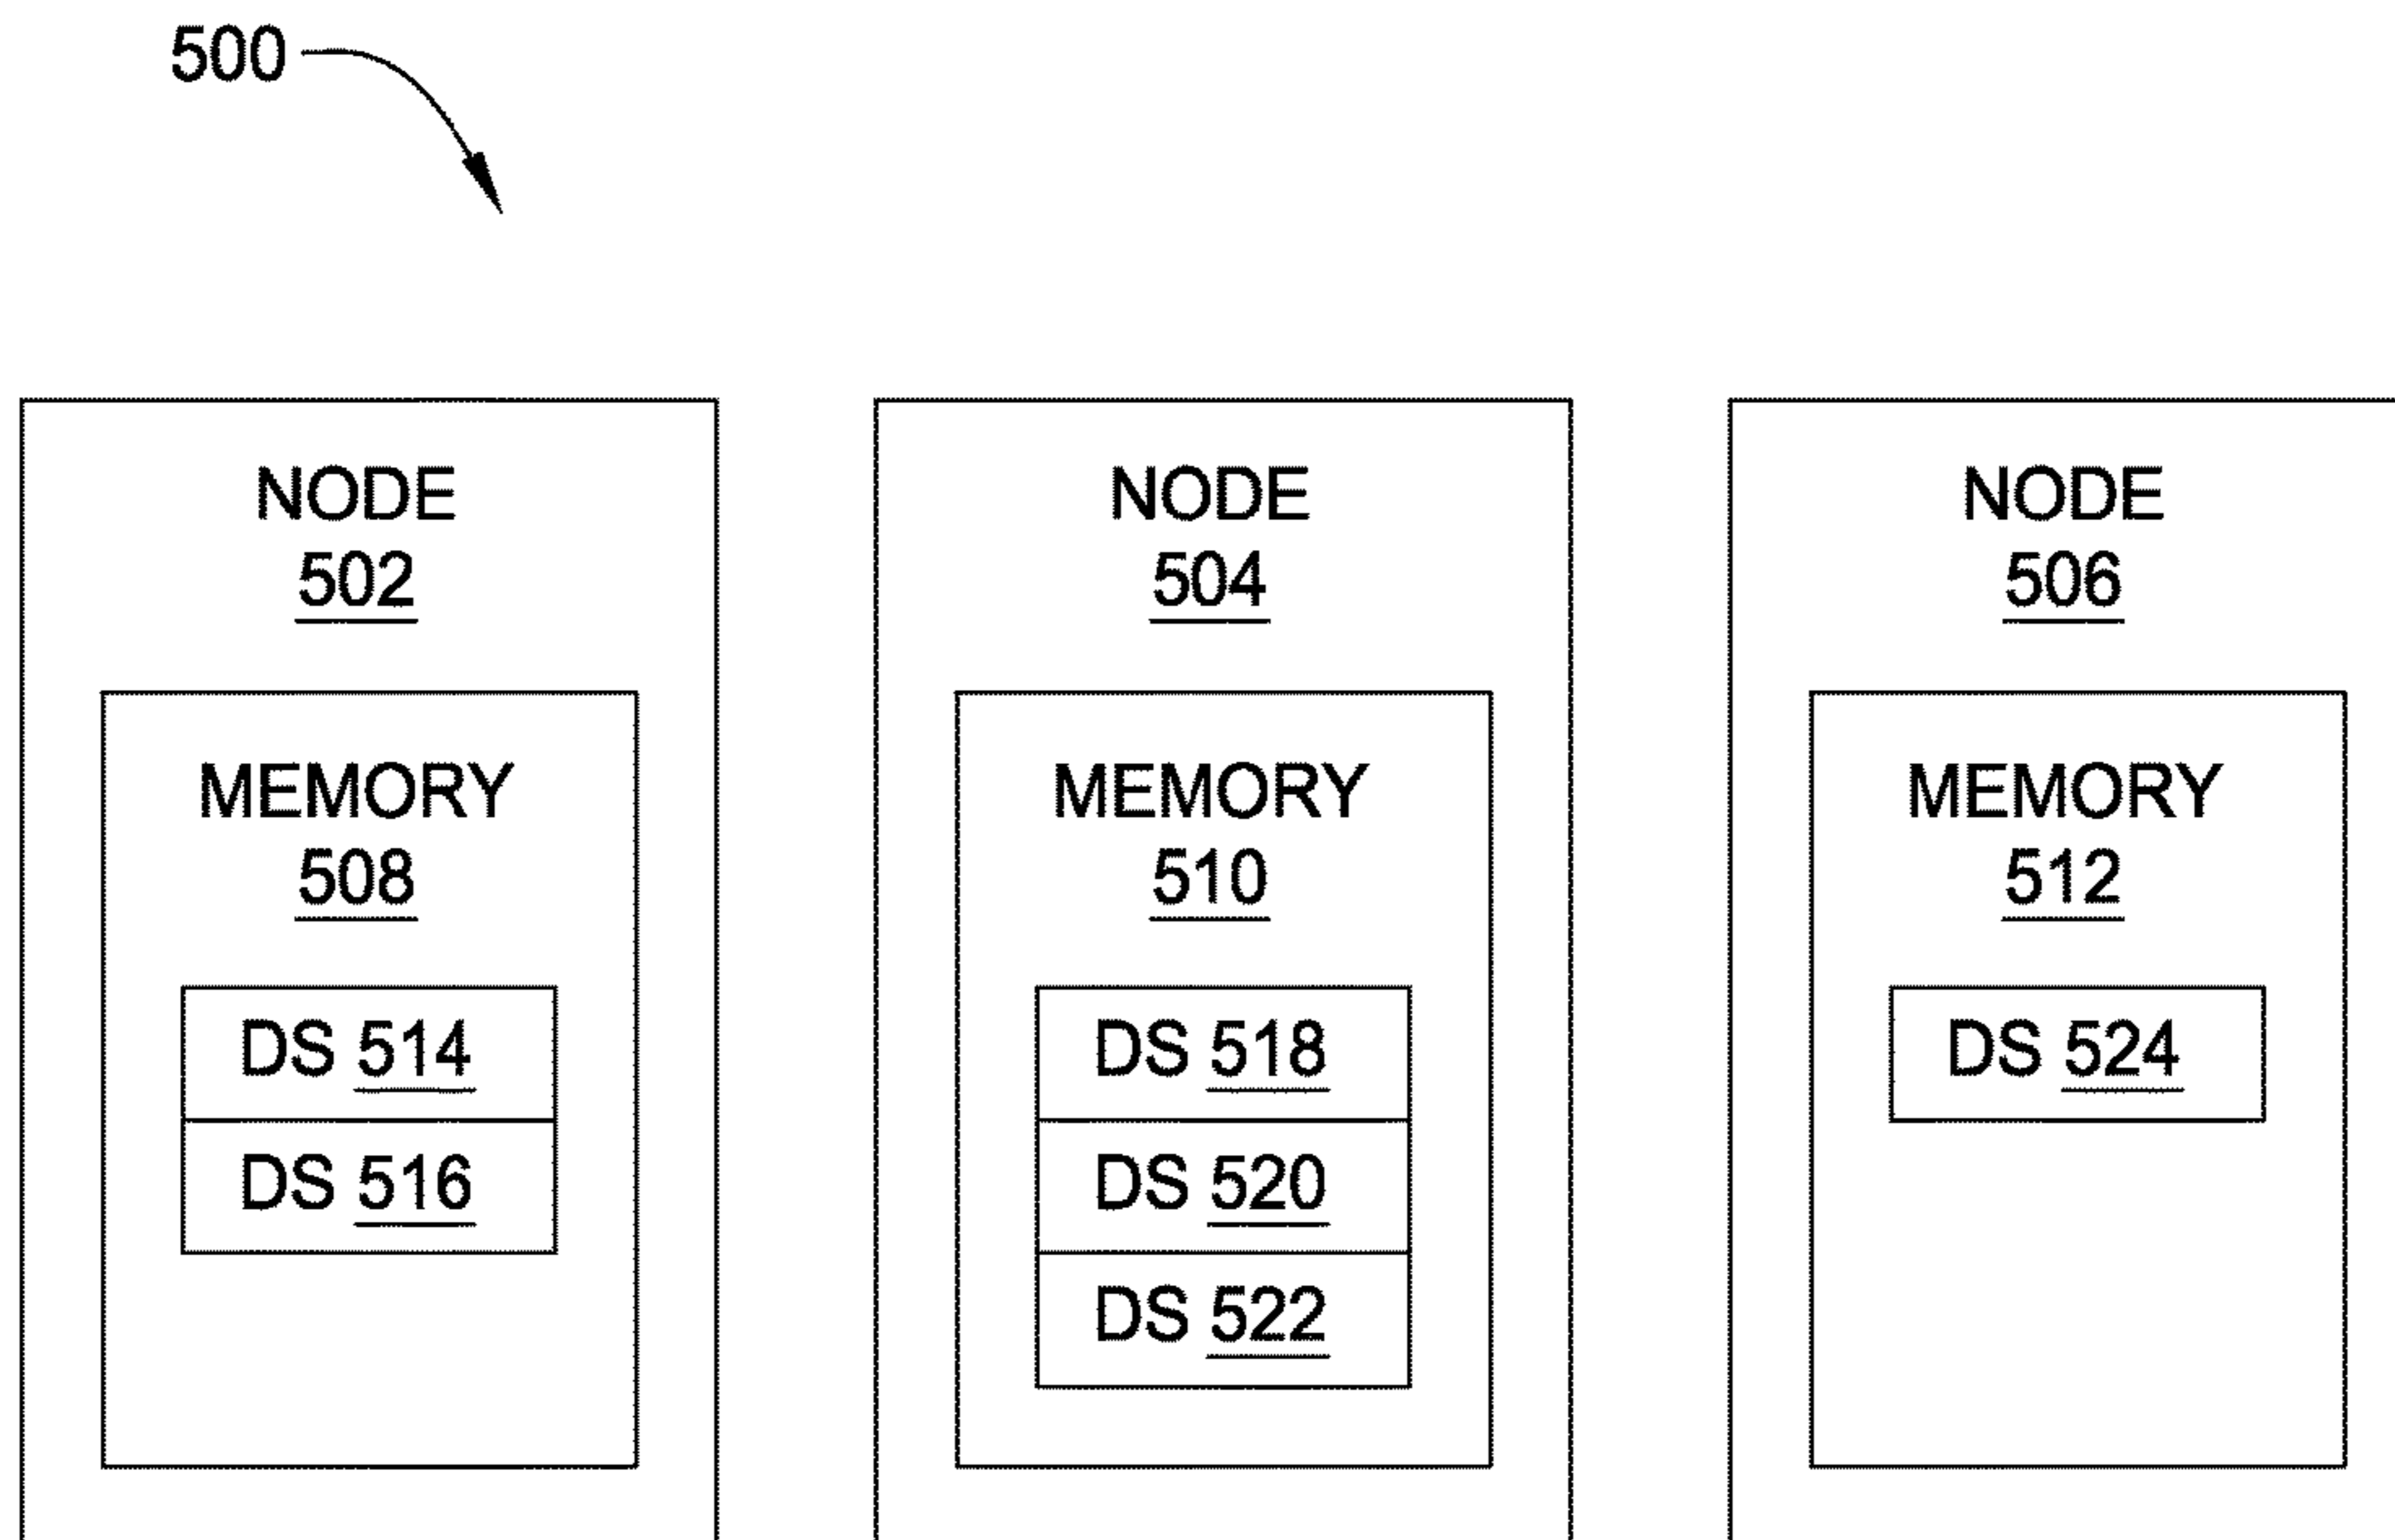 500
NODE
502
MEMORY
508
DS 514
DS 516
NODE
504
MEMORY
510
DS 518
DS 520
DS 522
NODE
506
MEMORY
512
DS 524